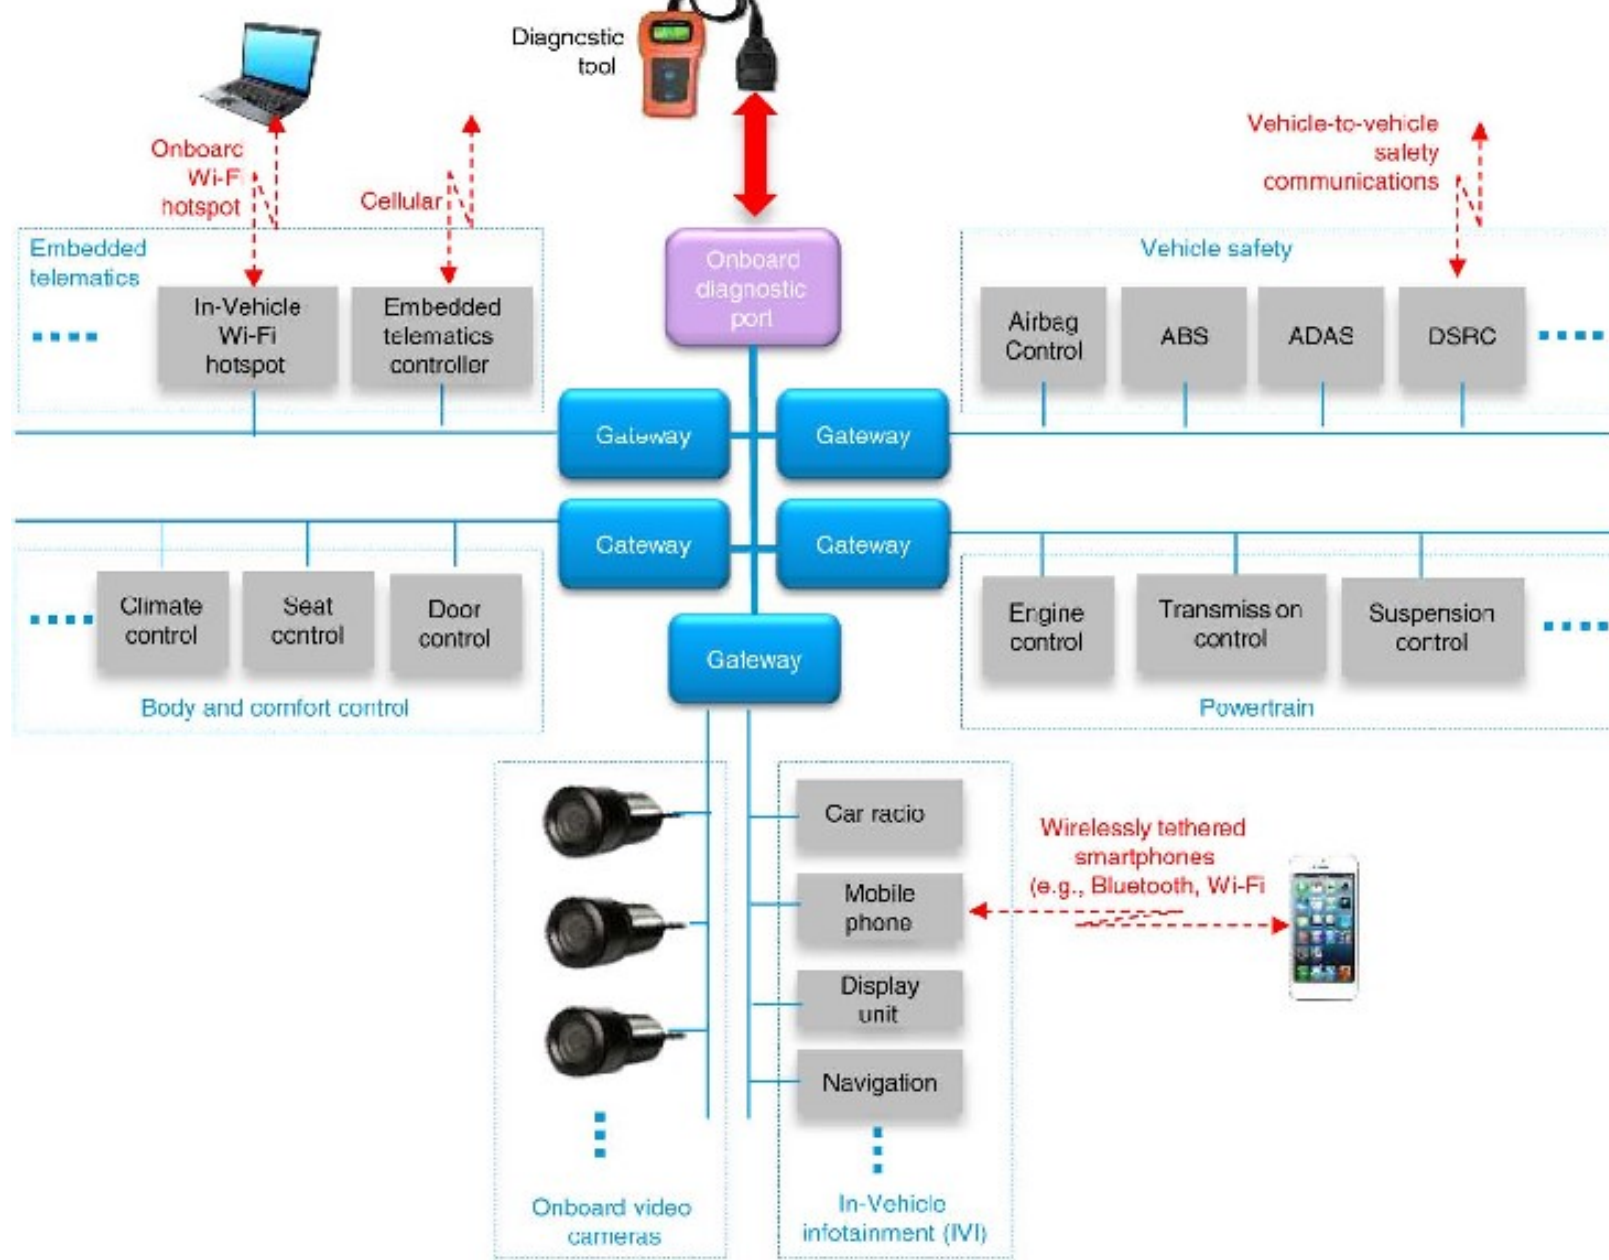 Diagnostic
tool
Onboard
Wi-Fi
hotspot
Cellular
Vehicle-to-vehicle
safety
communications
Embedded
telematics
In-Vehicle
Wi-Fi
hotspot
Embedded
telematics
controller
Onboard
diagnostic
port
Vehicle safety
Airbag
Control
ABS
ADAS
DSRC
Gateway
Gateway
Gateway
Gateway
Climate
control
Seat
control
Door
control
Body and comfort control
Gateway
Engine
control
Transmission
control
Suspension
control
Powertrain
Car radio
Mobile
phone
Display
unit
Navigation
Wirelessly tethered
smartphones
(e.g., Bluetooth, Wi-Fi
Onboard video
cameras
In-Vehicle
infotainment (IVI)